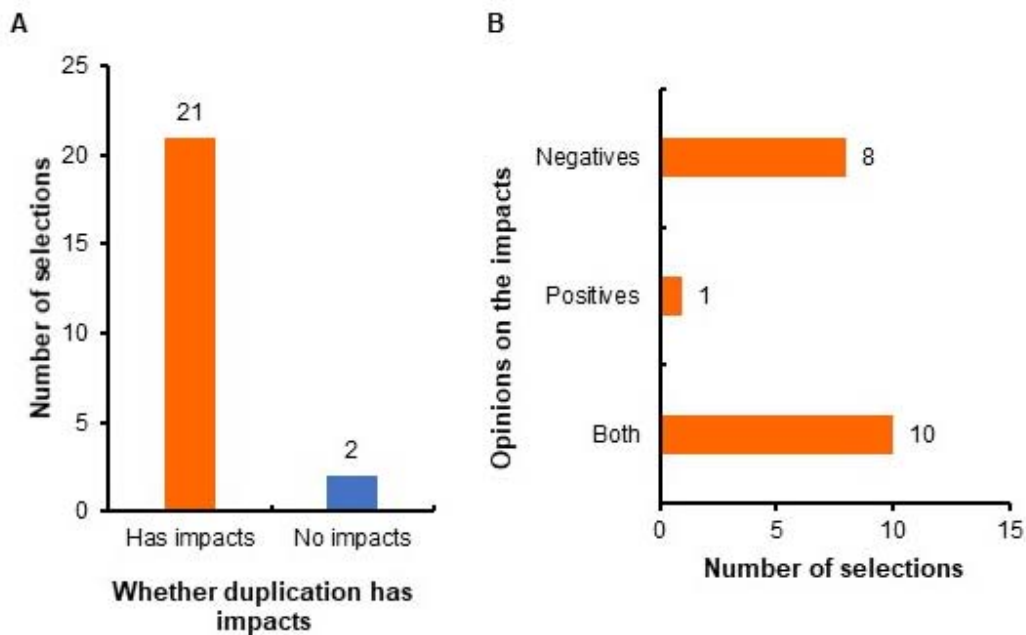 A
Number of selections
25
20
15
10
5
0
21
2
Has impacts
No impacts
Whether duplication has
impacts
B
Opinions on the impacts
Negatives
8
Positives
1
Both
10
0
5
10
15
Number of selections